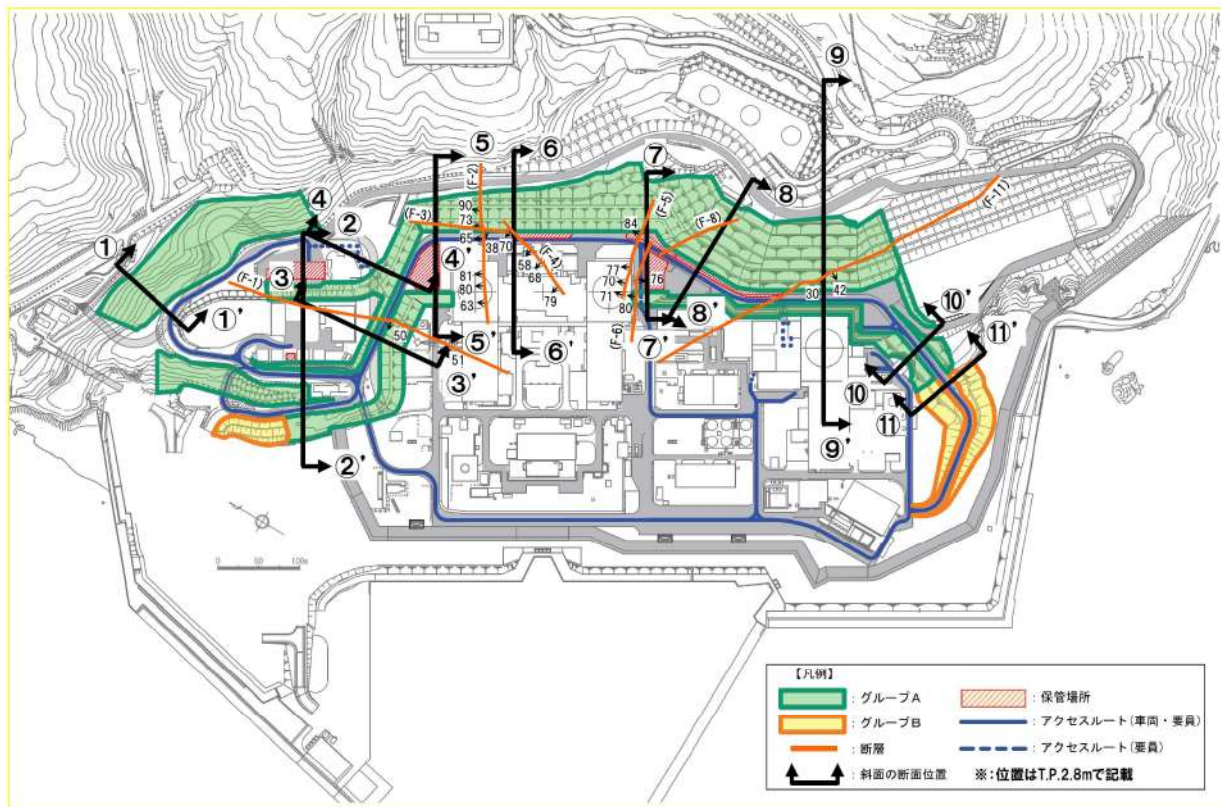 ⑨
⑤
⑥
⑦
(F-2)
④
②
①
90
(F-3)
73
65
38
70
(F-4)
58
68
79
84
(F-5)
(F-8)
⑧
(F-11)
③
(F-1)
④'
81
80
63
77
70
71
80
76
30
42
①'
⑧'
⑩'
⑪'
50
51
⑤'
⑥'
(F-6)
⑦'
③'
⑩
⑪
⑨'
②'
0 50 100m
【凡例】
:グループA
:グループB
:断層
:斜面の断面位置
:保管場所
:アクセスルート(車両・要員)
:アクセスルート(要員)
※:位置はT.P.2.8mで記載